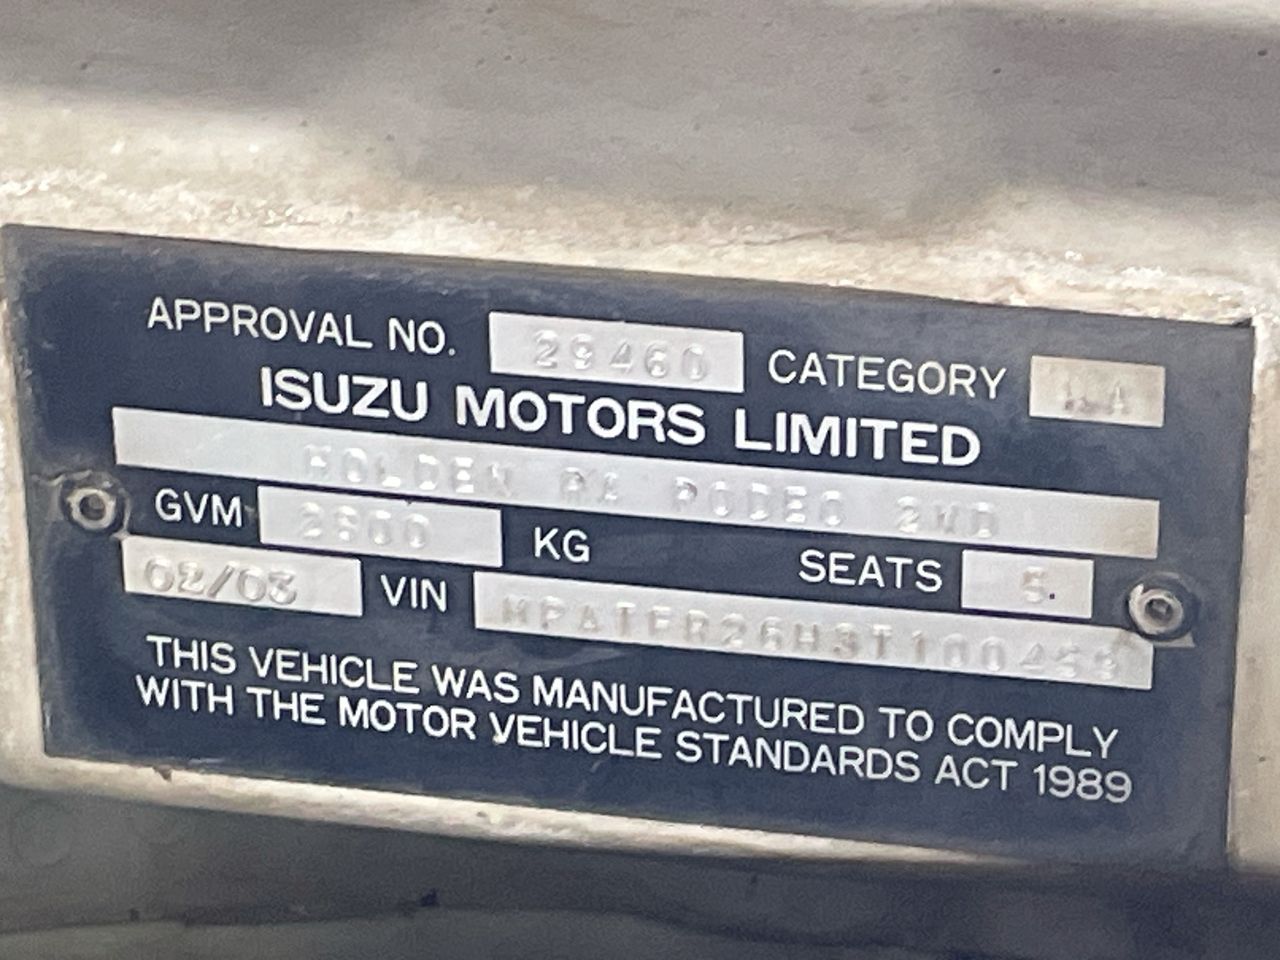 APPROVAL NO. 29460 CATEGORY
ISUZU MOTORS LIMITED
HOLDEN RA RODEO 2WD
GVM 2800 KG SEATS 5
02/03 VIN
THIS VEHICLE WAS MANUFACTURED TO COMPLY
WITH THE MOTOR VEHICLE STANDARDS ACT 1989